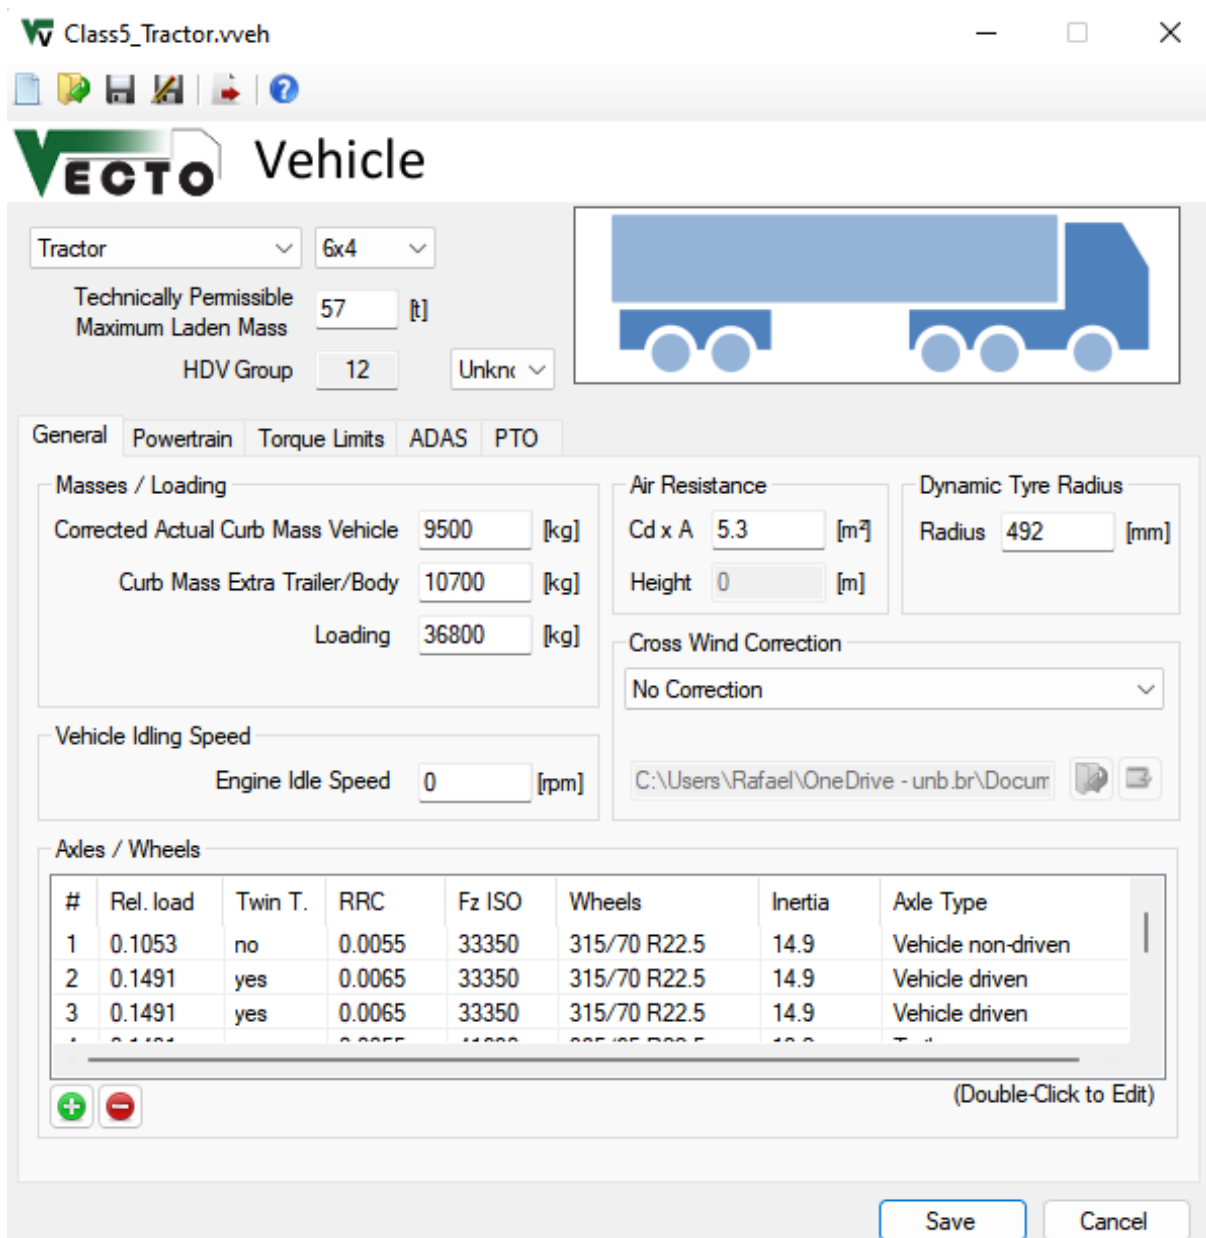 Class5_Tractor.vveh
VECTO Vehicle
Tractor 6x4
Technically Permissible
Maximum Laden Mass 57 [t]
HDV Group 12 Unkn
General Powertrain Torque Limits ADAS PTO
Masses / Loading
Corrected Actual Curb Mass Vehicle 9500 [kg]
Curb Mass Extra Trailer/Body 10700 [kg]
Loading 36800 [kg]
Air Resistance
Cd x A 5.3 [m²]
Height 0 [m]
Dynamic Tyre Radius
Radius 492 [mm]
Cross Wind Correction
No Correction
C:\Users\Rafael\OneDrive - unb.br\Docum
Vehicle Idling Speed
Engine Idle Speed 0 [rpm]
Axles / Wheels
# Rel. load Twin T. RRC Fz ISO Wheels Inertia Axle Type
1 0.1053 no 0.0055 33350 315/70 R22.5 14.9 Vehicle non-driven
2 0.1491 yes 0.0065 33350 315/70 R22.5 14.9 Vehicle driven
3 0.1491 yes 0.0065 33350 315/70 R22.5 14.9 Vehicle driven
(Double-Click to Edit)
Save Cancel